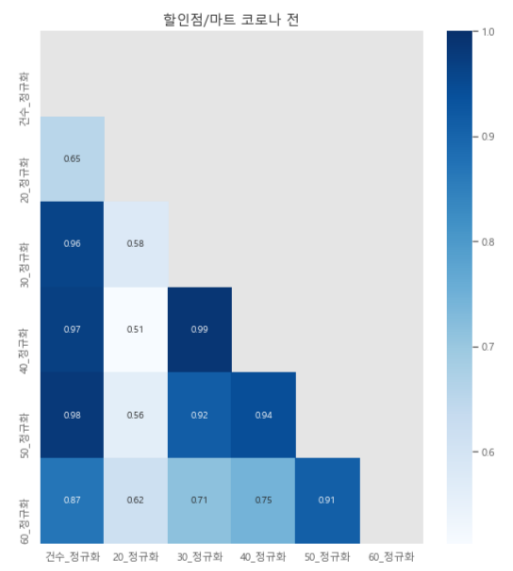 할인점/마트 코로나 전
건수_정규화
20_정규화
0.65
30_정규화
0.96 0.58
40_정규화
0.97 0.51 0.99
50_정규화
0.98 0.56 0.92 0.94
60_정규화
0.87 0.62 0.71 0.75 0.91
건수_정규화 20_정규화 30_정규화 40_정규화 50_정규화 60_정규화
1.0
0.9
0.8
0.7
0.6